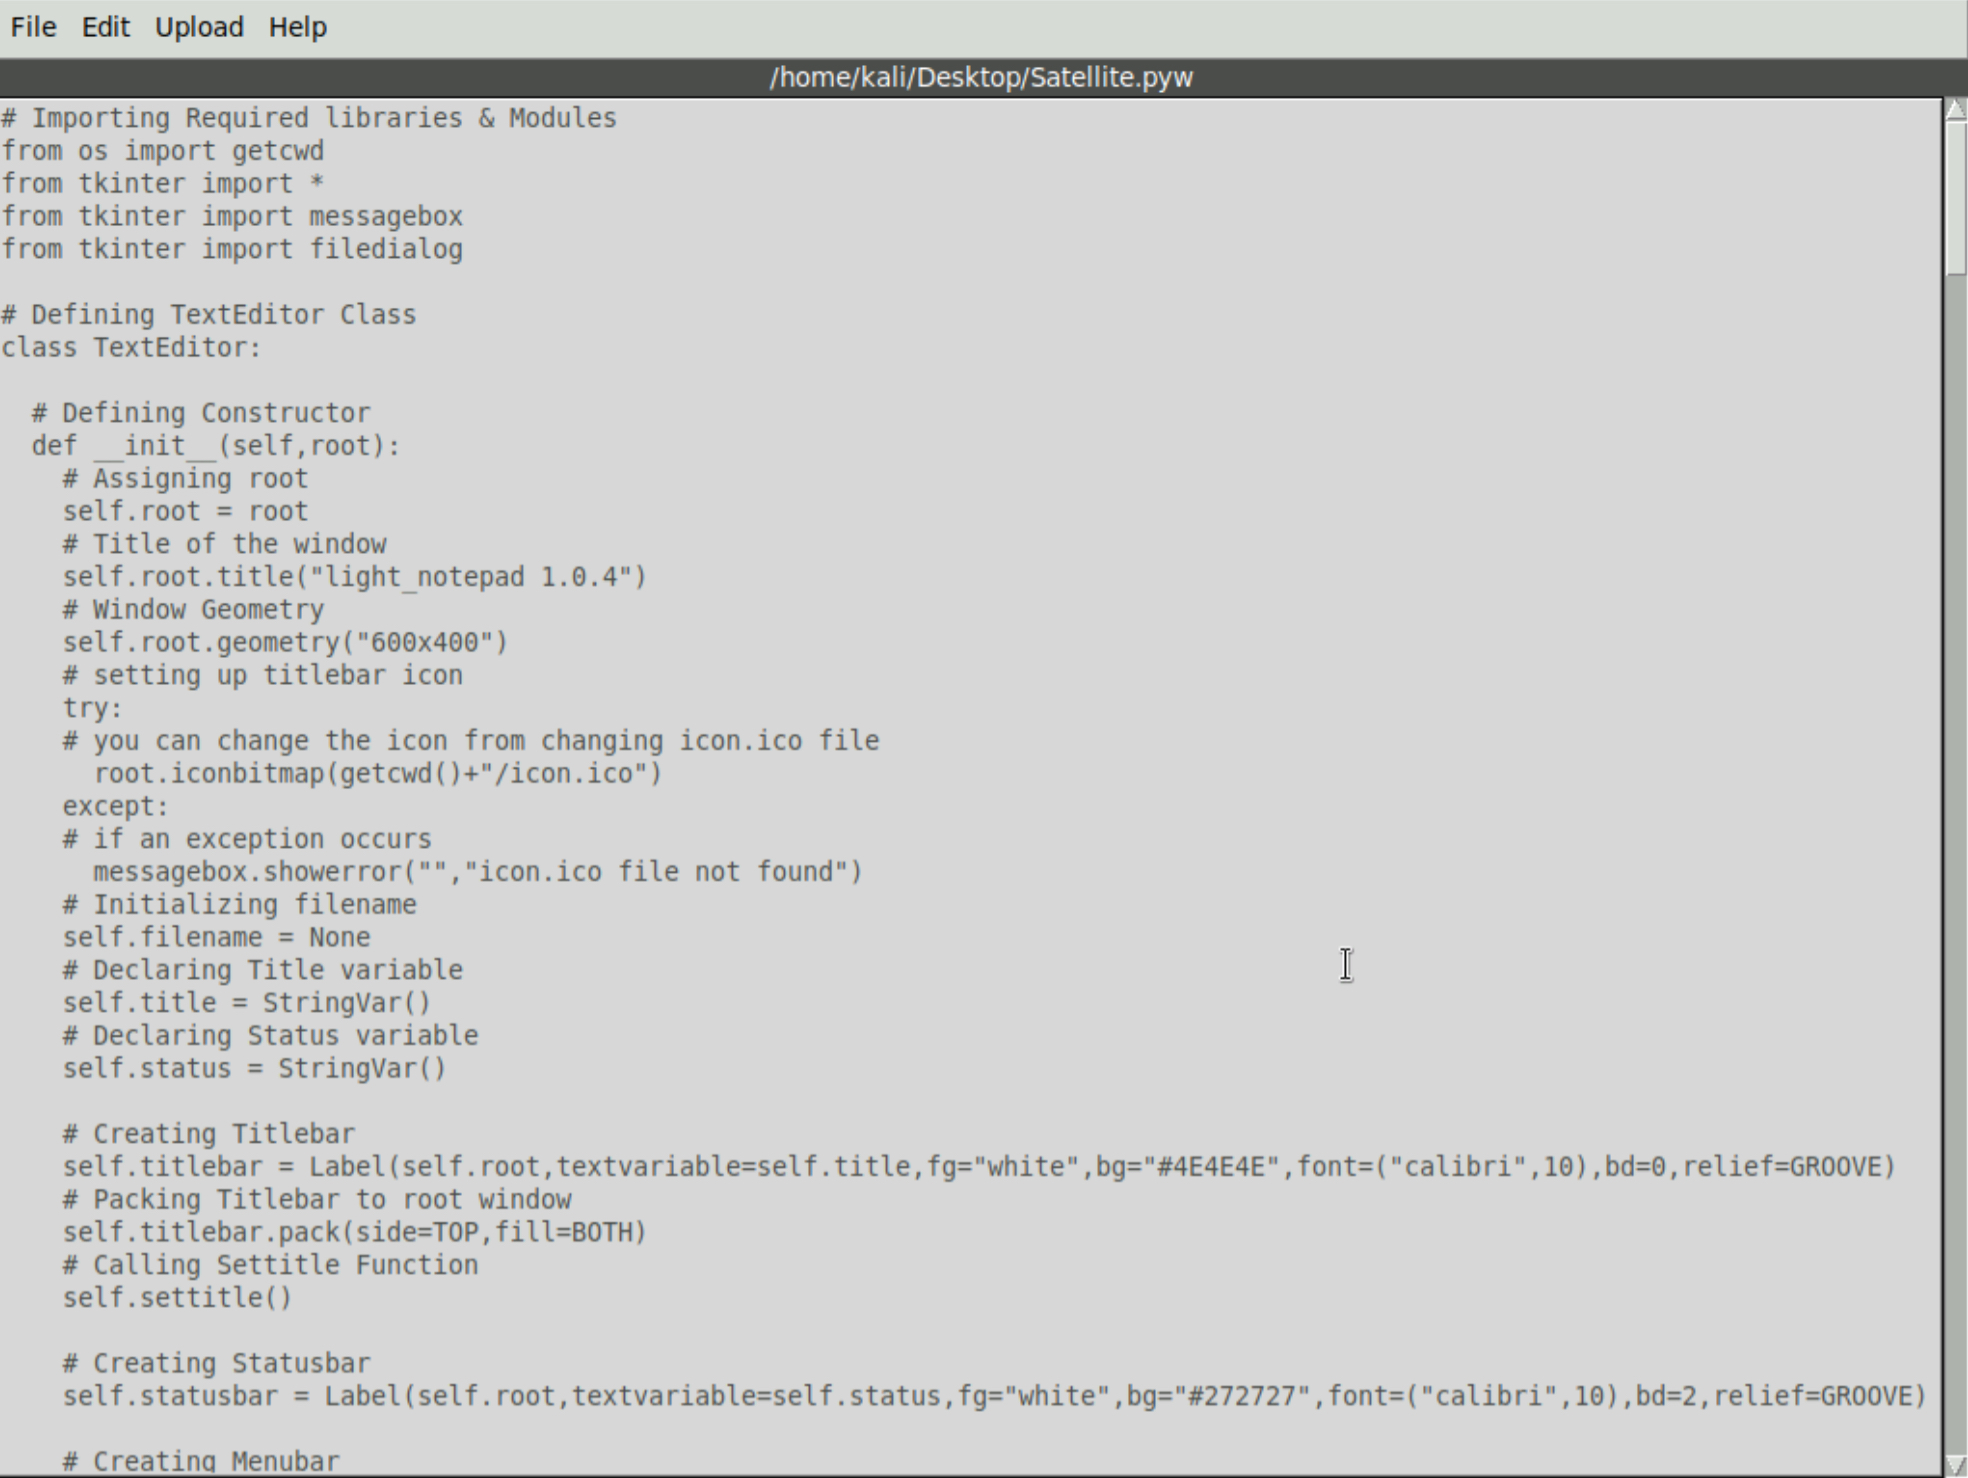 File Edit Upload Help
/home/kali/Desktop/Satellite.pyw
# Importing Required libraries & Modules
from os import getcwd
from tkinter import *
from tkinter import messagebox
from tkinter import filedialog

# Defining TextEditor Class
class TextEditor:

  # Defining Constructor
  def __init__(self,root):
    # Assigning root
    self.root = root
    # Title of the window
    self.root.title("light_notepad 1.0.4")
    # Window Geometry
    self.root.geometry("600x400")
    # setting up titlebar icon
    try:
    # you can change the icon from changing icon.ico file
      root.iconbitmap(getcwd()+"/icon.ico")
    except:
    # if an exception occurs
      messagebox.showerror("","icon.ico file not found")
    # Initializing filename
    self.filename = None
    # Declaring Title variable
    self.title = StringVar()
    # Declaring Status variable
    self.status = StringVar()

    # Creating Titlebar
    self.titlebar = Label(self.root,textvariable=self.title,fg="white",bg="#4E4E4E",font=("calibri",10),bd=0,relief=GROOVE)
    # Packing Titlebar to root window
    self.titlebar.pack(side=TOP,fill=BOTH)
    # Calling Settitle Function
    self.settitle()

    # Creating Statusbar
    self.statusbar = Label(self.root,textvariable=self.status,fg="white",bg="#272727",font=("calibri",10),bd=2,relief=GROOVE)

    # Creating Menubar